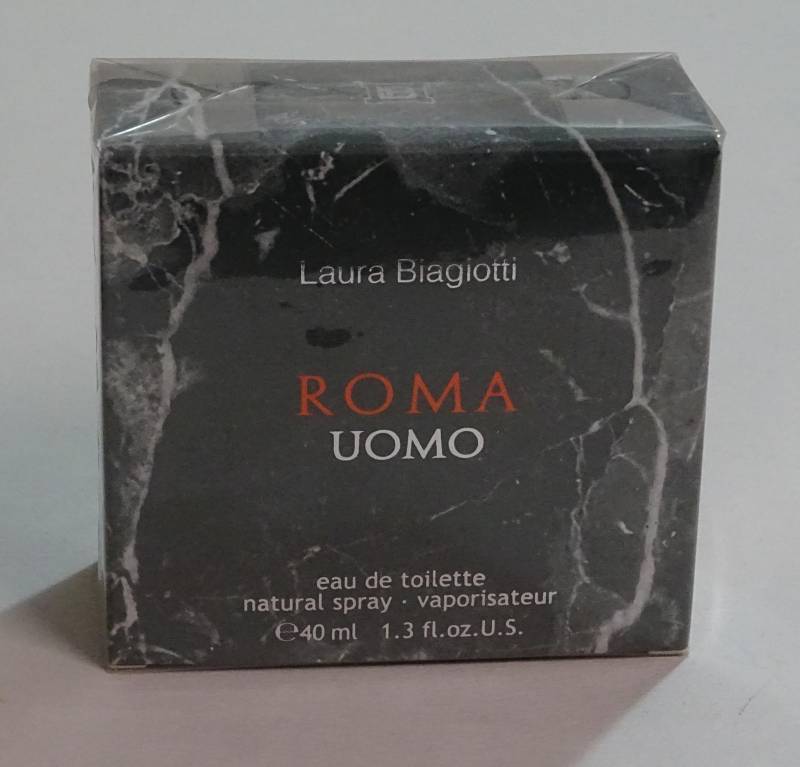 Laura Biagiotti
ROMA
UOMO
eau de toilette
natural spray · vaporisateur
℮40 ml 1.3 fl.oz.U.S.